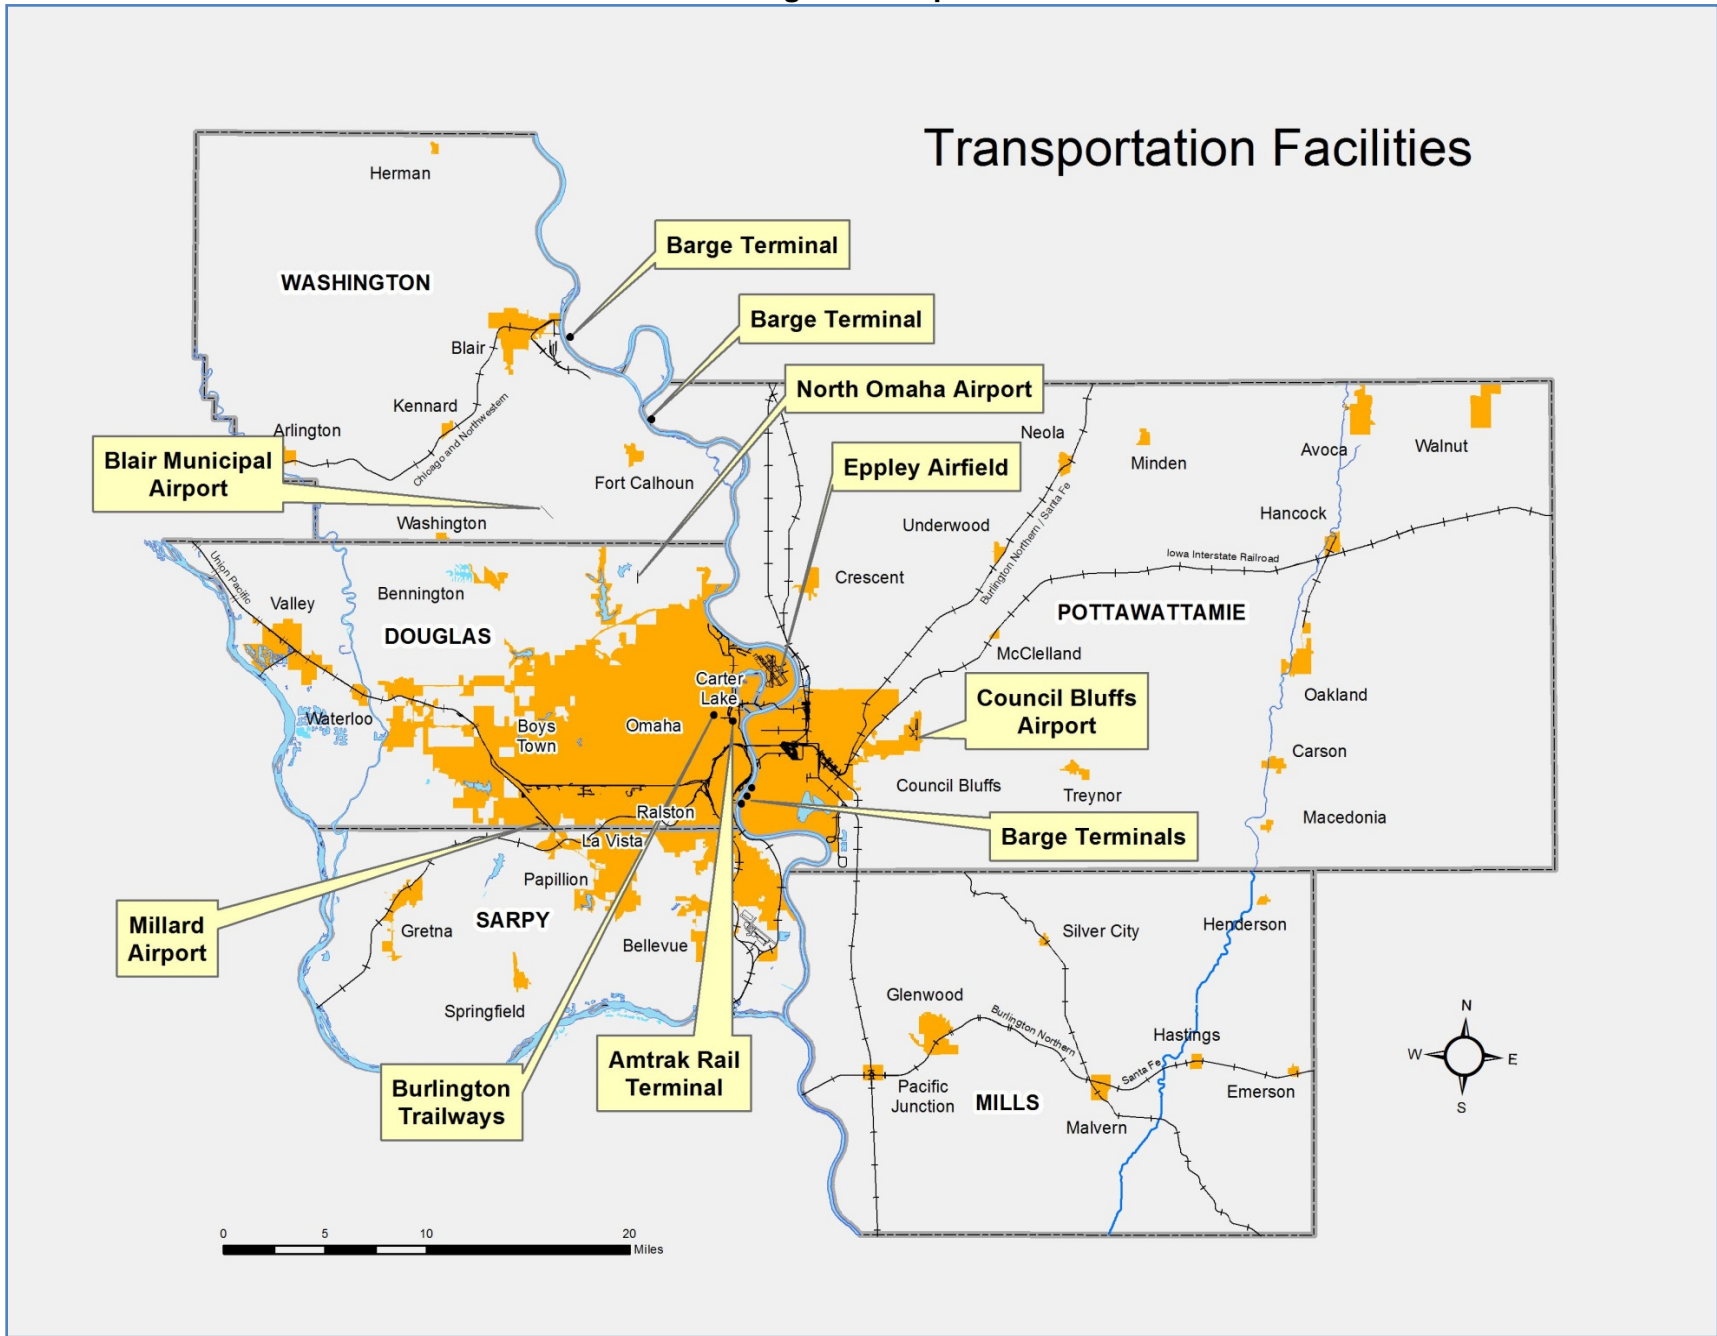 Transportation Facilities
Herman
Barge Terminal
WASHINGTON
Barge Terminal
Blair
North Omaha Airport
Kennard
Chicago and Northwestern
Arlington
Neola
Minden
Avoca
Walnut
Blair Municipal
Airport
Eppley Airfield
Fort Calhoun
Washington
Underwood
Burlington Northern / Santa Fe
Hancock
Iowa Interstate Railroad
Union Pacific
Crescent
Valley
Bennington
DOUGLAS
POTTAWATTAMIE
McClelland
Carter
Lake
Council Bluffs
Airport
Oakland
Waterloo
Boys
Town
Omaha
Carson
Council Bluffs
Treynor
Ralston
Macedonia
Barge Terminals
La Vista
Papillion
Millard
Airport
SARPY
Gretna
Bellevue
Silver City
Henderson
Springfield
Glenwood
Burlington Northern
Hastings
Santa Fe
Amtrak Rail
Terminal
Burlington
Trailways
Pacific
Junction
MILLS
Emerson
Malvern
N
W
E
S
0 5 10 20
Miles